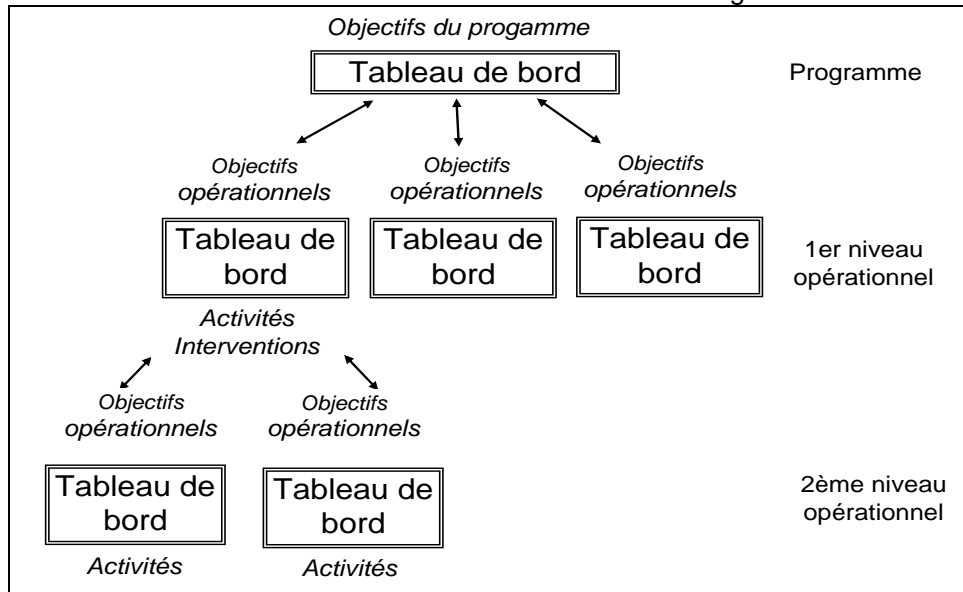 Objectifs du progamme
Tableau de bord
Programme
Objectifs
opérationnels
Objectifs
opérationnels
Objectifs
opérationnels
Tableau de
bord
Tableau de
bord
Tableau de
bord
1er niveau
opérationnel
Activités
Interventions
Objectifs
opérationnels
Objectifs
opérationnels
Tableau de
bord
Tableau de
bord
2ème niveau
opérationnel
Activités
Activités